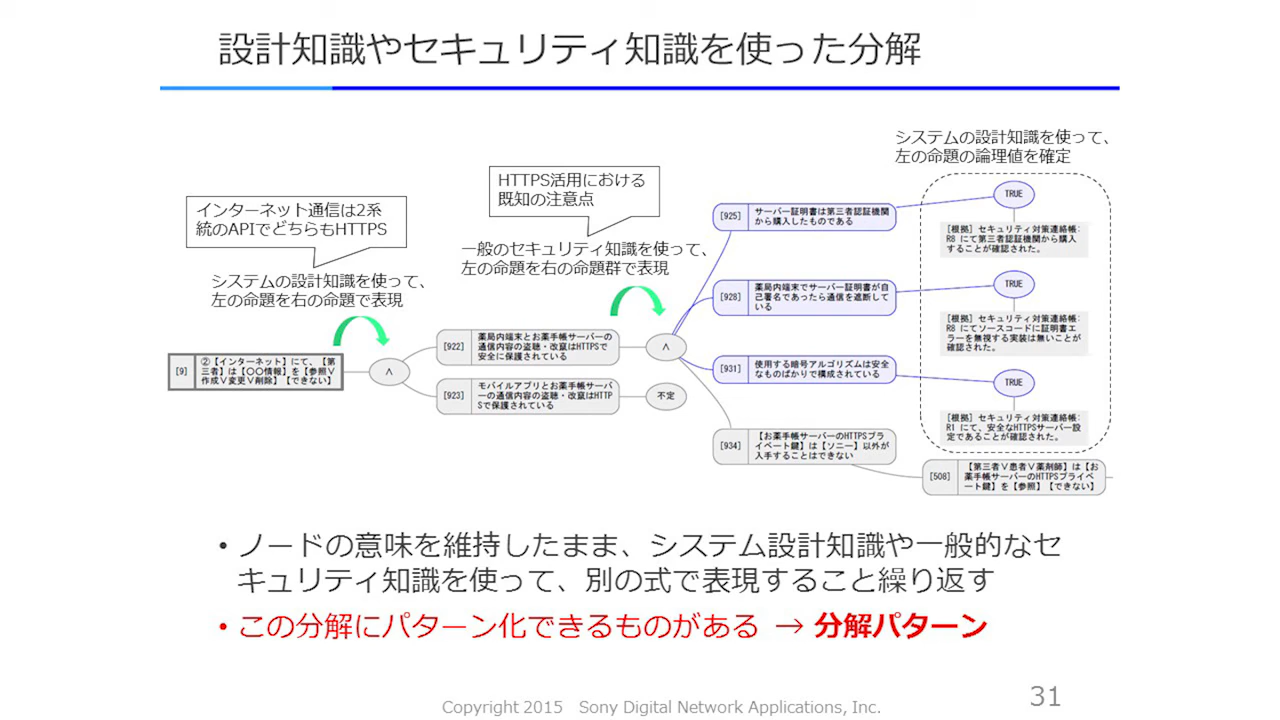 設計知識やセキュリティ知識を使った分解
システムの設計知識を使って、
左の命題の論理値を確定
HTTPS活用における
既知の注意点
インターネット通信は2系
統のAPIでどちらもHTTPS
一般のセキュリティ知識を使って、
左の命題を右の命題群で表現
システムの設計知識を使って、
左の命題を右の命題で表現
[9]
②【インターネット】にて、【第
三者】は【〇〇情報】を【参照∨
作成∨変更∨削除】【できない】
∧
[922]
薬局内端末とお薬手帳サーバーの
通信内容の盗聴・改竄はHTTPSで
安全に保護されている
[923]
モバイルアプリとお薬手帳サーバ
ーの通信内容の盗聴・改竄はHTTP
Sで保護されている
∧
不定
[925]
サーバー証明書は第三者認証機関
から購入したものである
TRUE
[根拠] セキュリティ対策連絡帳:
R8 にて第三者認証機関から購入
することが確認された。
[928]
薬局内端末でサーバー証明書が自
己署名であったら通信を遮断して
いる
TRUE
[根拠] セキュリティ対策連絡帳:
R8 にてソースコードに証明書エ
ラーを無視する実装は無いことが
確認された。
[931]
使用する暗号アルゴリズムは安全
なものばかりで構成されている
TRUE
[根拠] セキュリティ対策連絡帳:
R1 にて、安全なHTTPSサーバー設
定であることが確認された。
[934]
【お薬手帳サーバーのHTTPSプラ
イベート鍵】は【ソニー】以外が
入手することはできない
[508]
【第三者∨患者∨薬剤師】は【お
薬手帳サーバーのHTTPSプライベ
ート鍵】を【参照】【できない】
• ノードの意味を維持したまま、システム設計知識や一般的なセ
キュリティ知識を使って、別の式で表現すること繰り返す
• この分解にパターン化できるものがある → 分解パターン
Copyright 2015 Sony Digital Network Applications, Inc.
31